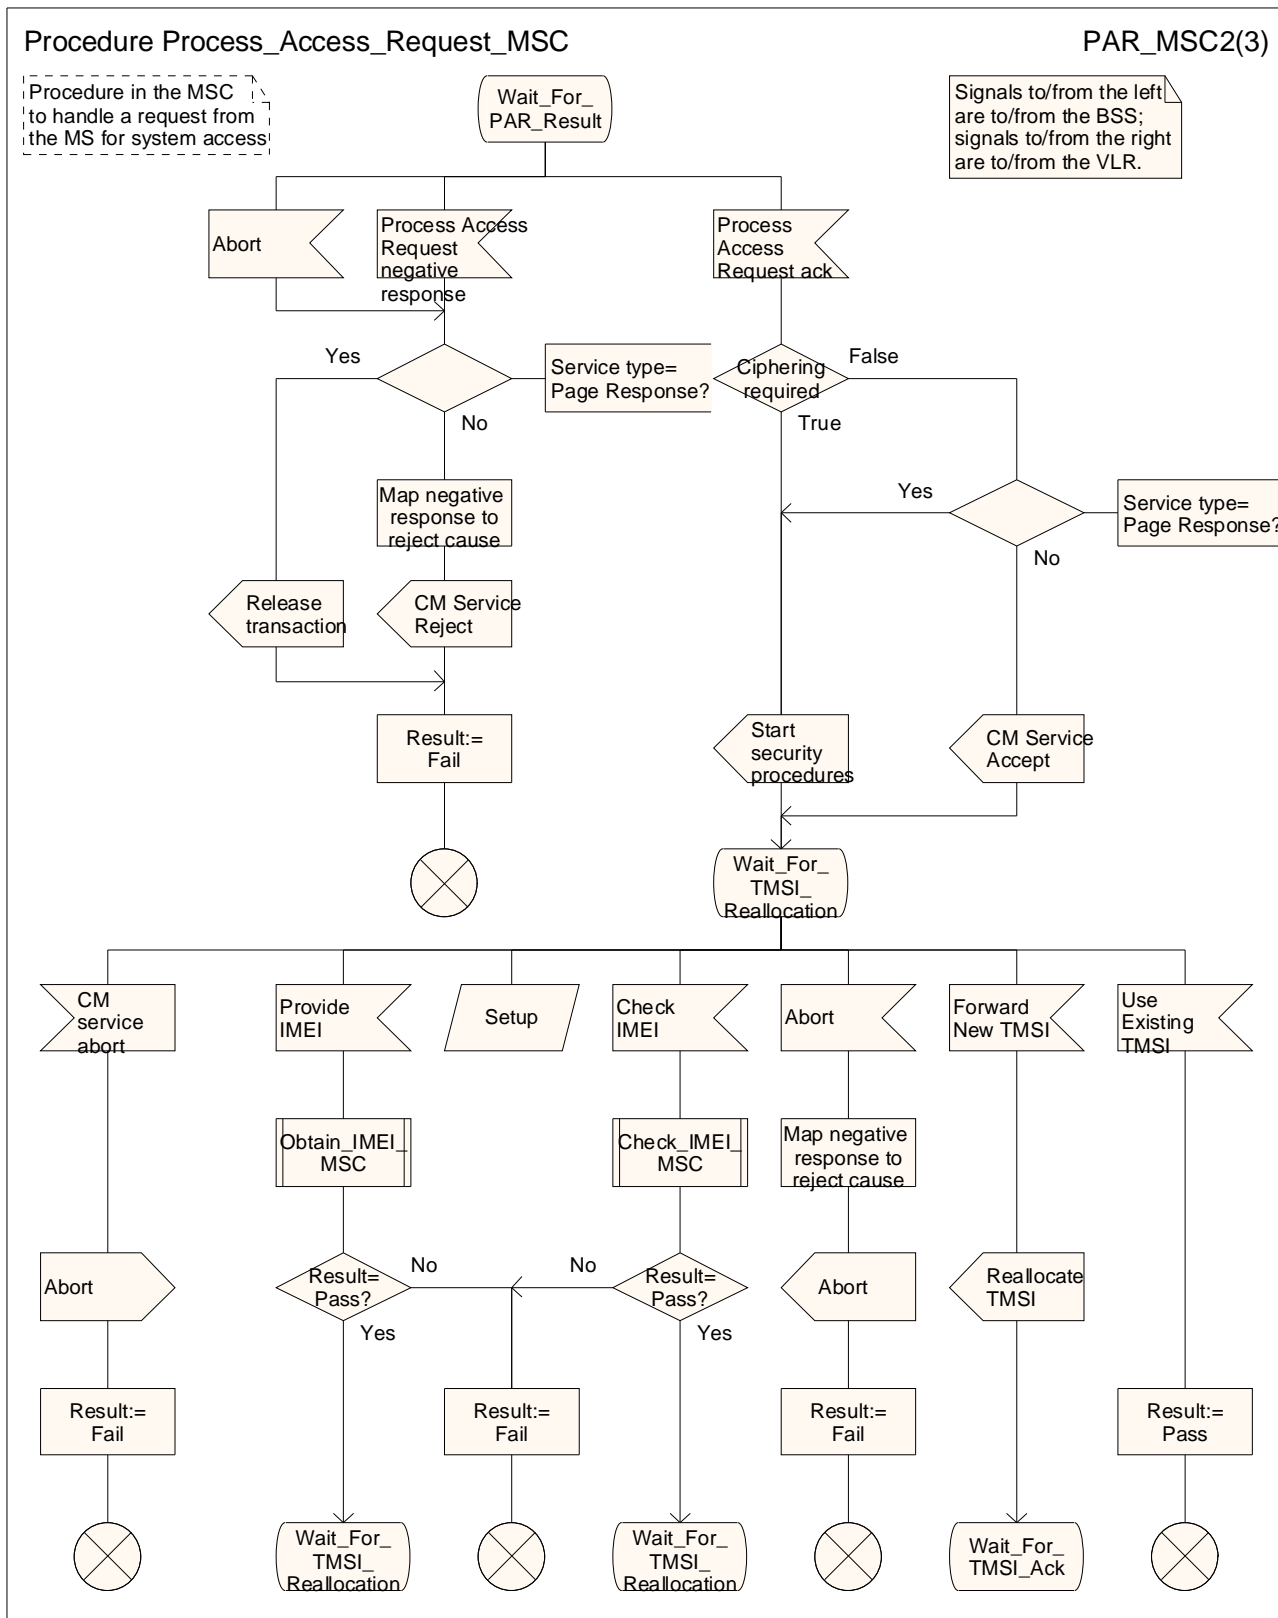 Procedure Process_Access_Request_MSC
PAR_MSC2(3)
Procedure in the MSC
to handle a request from
the MS for system access
Wait_For_
PAR_Result
Signals to/from the left
are to/from the BSS;
signals to/from the right
are to/from the VLR.
Abort
Process Access
Request
negative
response
Process
Access
Request ack
Yes
Service type=
Page Response?
No
Ciphering
required
False
True
Map negative
response to
reject cause
Yes
Service type=
Page Response?
No
Release
transaction
CM Service
Reject
Result:=
Fail
Start
security
procedures
CM Service
Accept
Wait_For_
TMSI_
Reallocation
CM
service
abort
Provide
IMEI
Setup
Check
IMEI
Abort
Forward
New TMSI
Use
Existing
TMSI
Obtain_IMEI_
MSC
Check_IMEI_
MSC
Map negative
response to
reject cause
Abort
Result=
Pass?
No
Yes
No
Result=
Pass?
Yes
Abort
Reallocate
TMSI
Result:=
Fail
Result:=
Fail
Result:=
Fail
Result:=
Pass
Wait_For_
TMSI_
Reallocation
Wait_For_
TMSI_
Reallocation
Wait_For_
TMSI_Ack